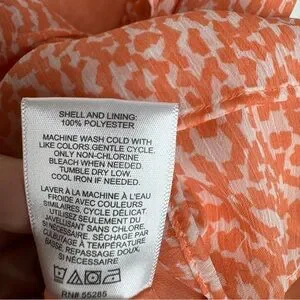 SHELL AND LINING:
100% POLYESTER
MACHINE WASH COLD WITH
LIKE COLORS.GENTLE CYCLE.
ONLY NON-CHLORINE
BLEACH WHEN NEEDED.
TUMBLE DRY LOW.
COOL IRON IF NEEDED.
LAVER À LA MACHINE À L'EAU
FROIDE AVEC COULEURS
SIMILAIRES, CYCLE DÉLICAT
UTILISEZ SEULEMENT DU
JAVELLISANT SANS CHLORE.
SI NÉCESSAIRE. SÉCHAGE PAR
CULBUTAGE À TEMPÉRATURE
BASSE. REPASSAGE DOUX.
SI NÉCESSAIRE
RN# 55285